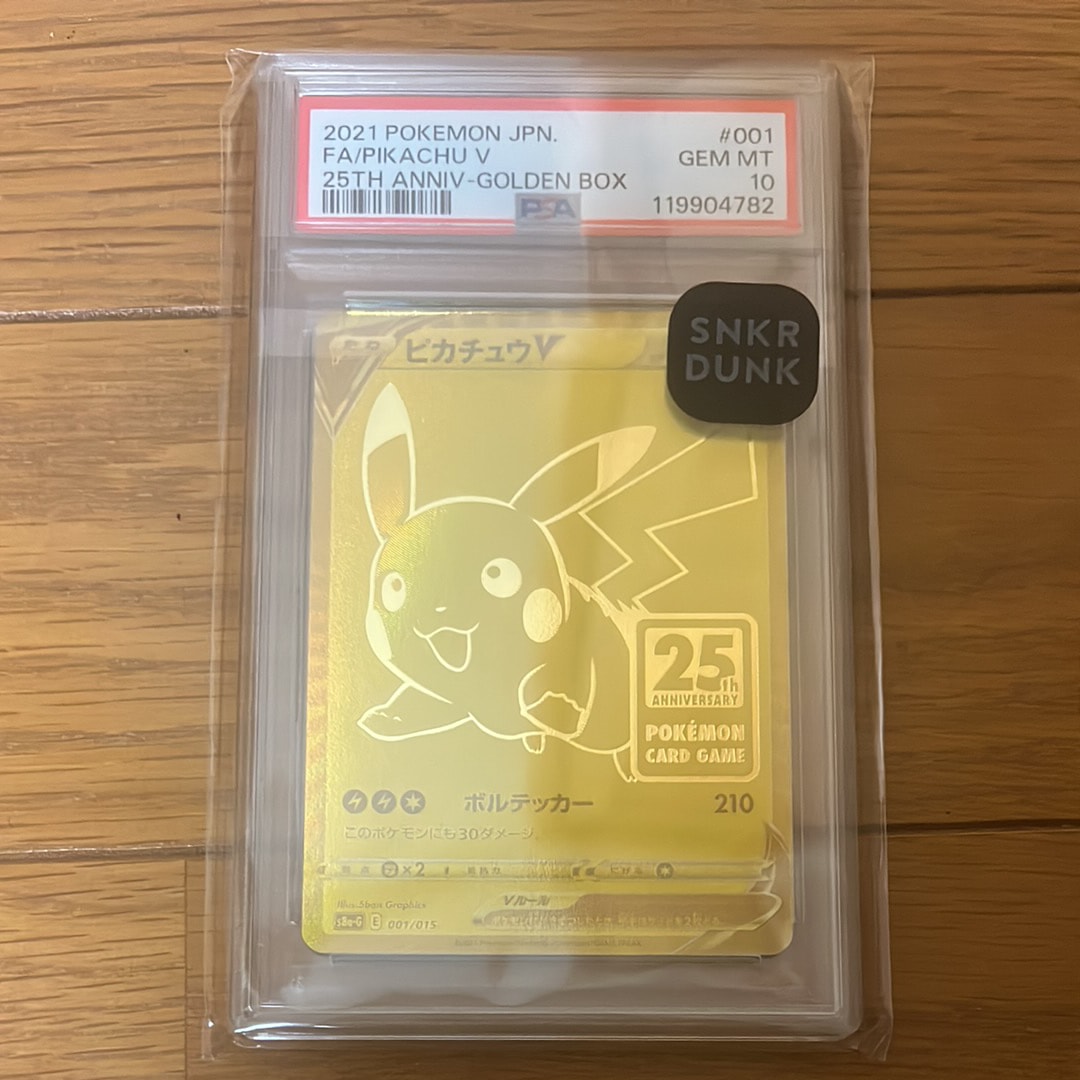 2021 POKEMON JPN.
#001
FA/PIKACHU V
GEM MT
25TH ANNIV-GOLDEN BOX
10
PSA
119904782
SNKR
DUNK
ピカチュウV
25th
ANNIVERSARY
POKÉMON
CARD GAME
ボルテッカー
210
このポケモンにも30ダメージ。
×2
Vルール
Graphics
s8a-G E 001/015